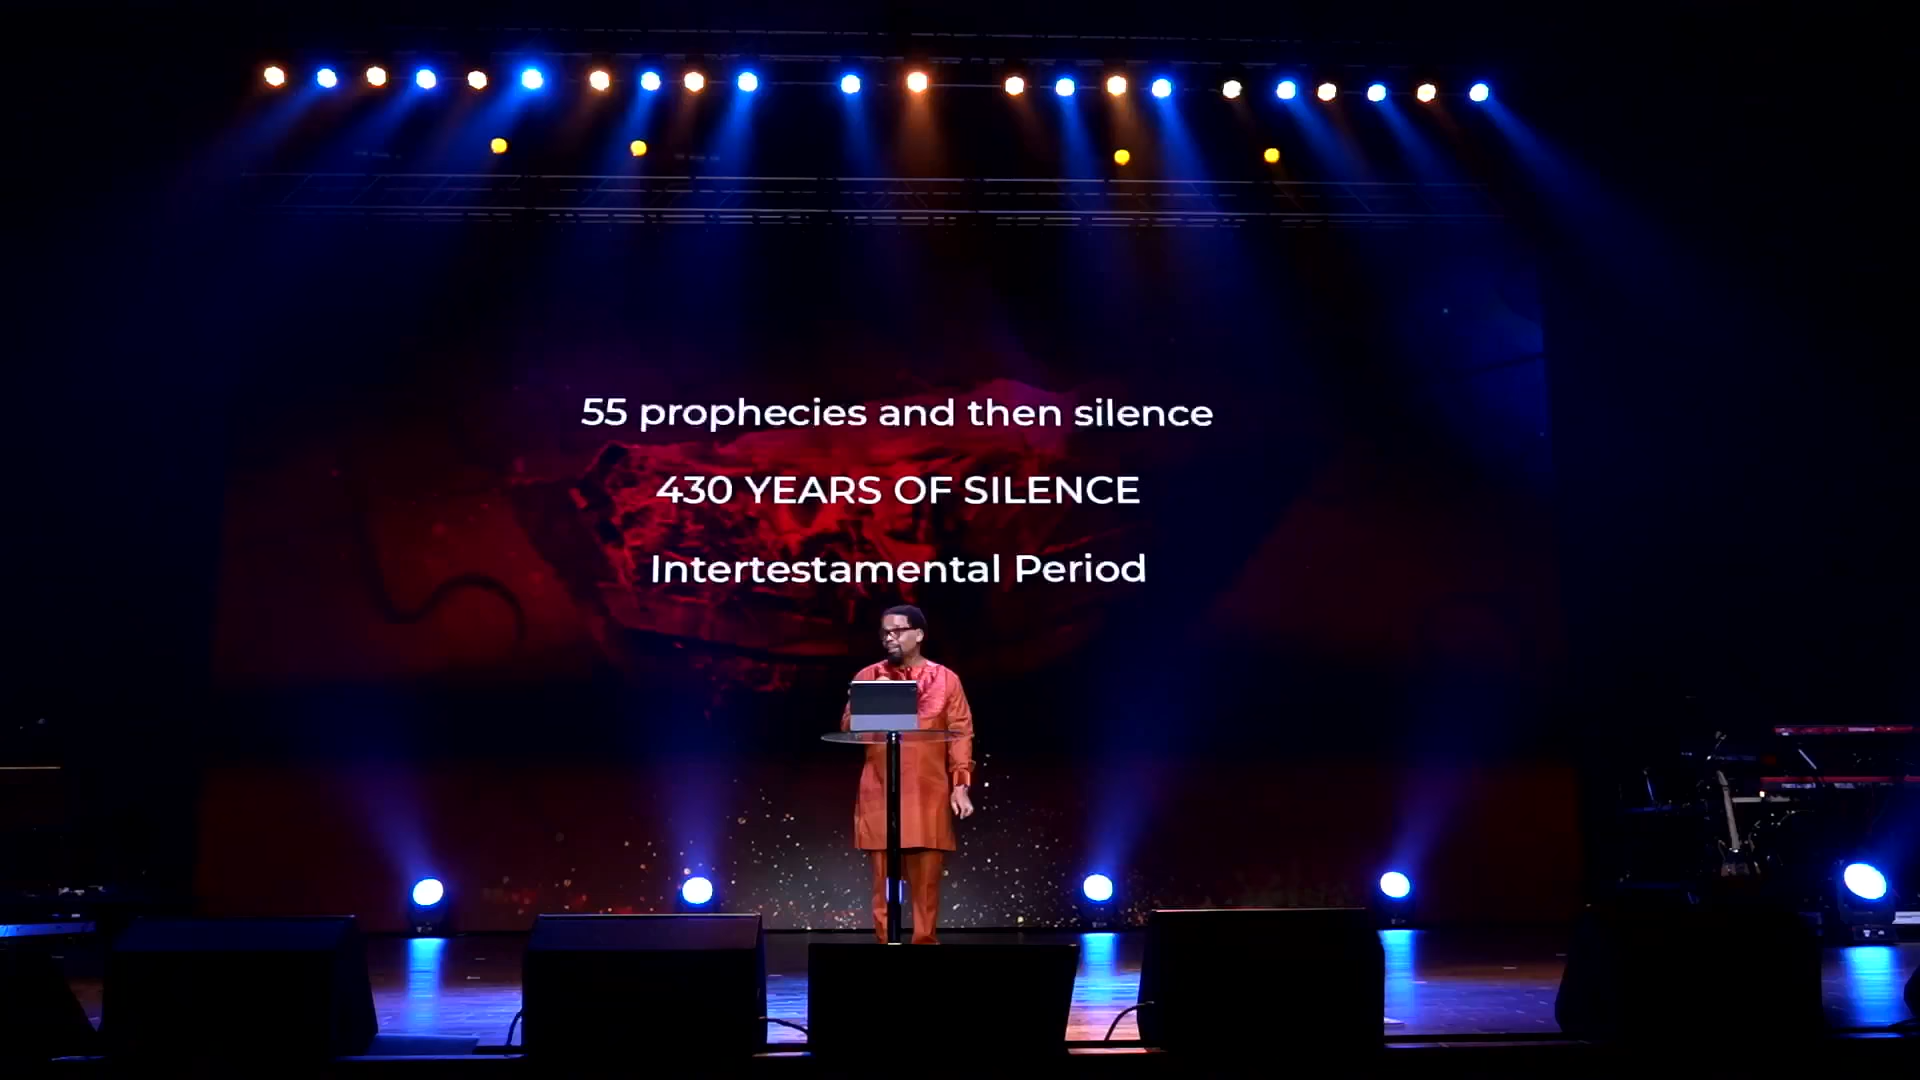 55 prophecies and then silence
430 YEARS OF SILENCE
Intertestamental Period